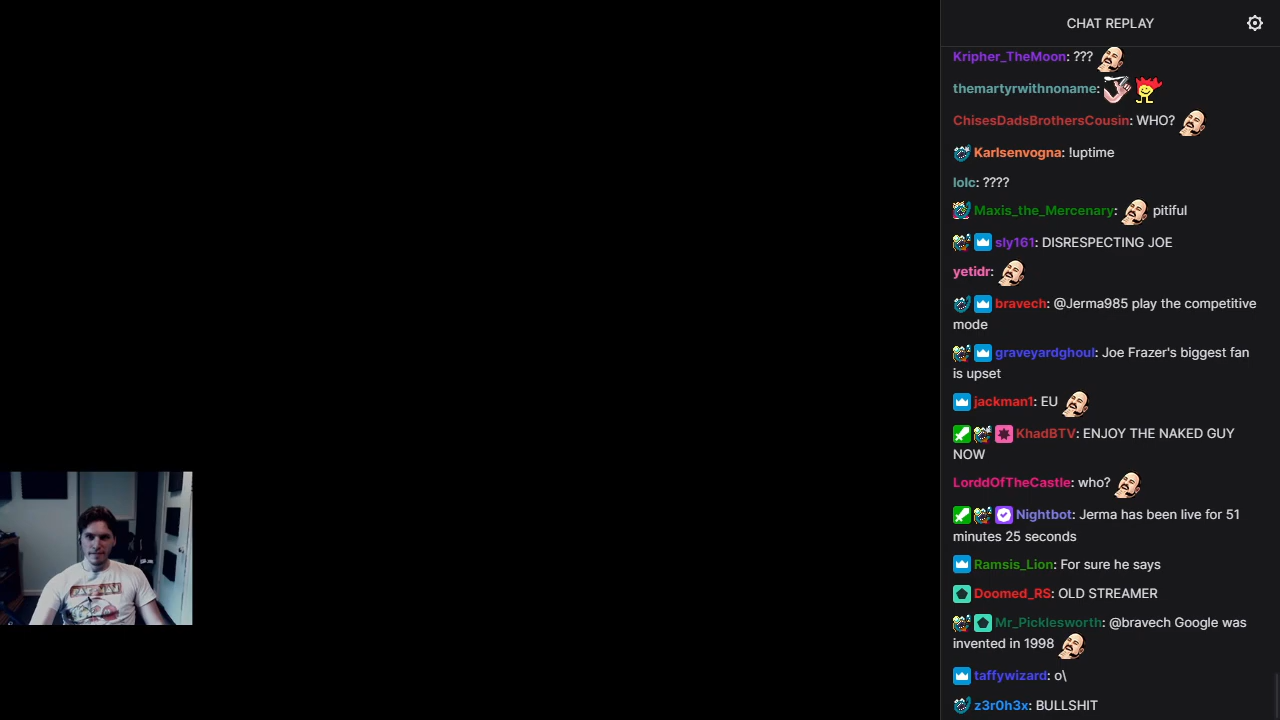 CHAT REPLAY
Kripher_TheMoon: ???
themartyrwithnoname:
ChisesDadsBrothersCousin: WHO?
Karlsenvogna: !uptime
lolc: ????
Maxis_the_Mercenary: pitiful
sly161: DISRESPECTING JOE
yetidr:
bravech: @Jerma985 play the competitive
mode
graveyardghoul: Joe Frazer's biggest fan
is upset
jackman1: EU
KhadBTV: ENJOY THE NAKED GUY
NOW
LorddOfTheCastle: who?
Nightbot: Jerma has been live for 51
minutes 25 seconds
Ramsis_Lion: For sure he says
Doomed_RS: OLD STREAMER
Mr_Picklesworth: @bravech Google was
invented in 1998
taffywizard: o\
z3r0h3x: BULLSHIT